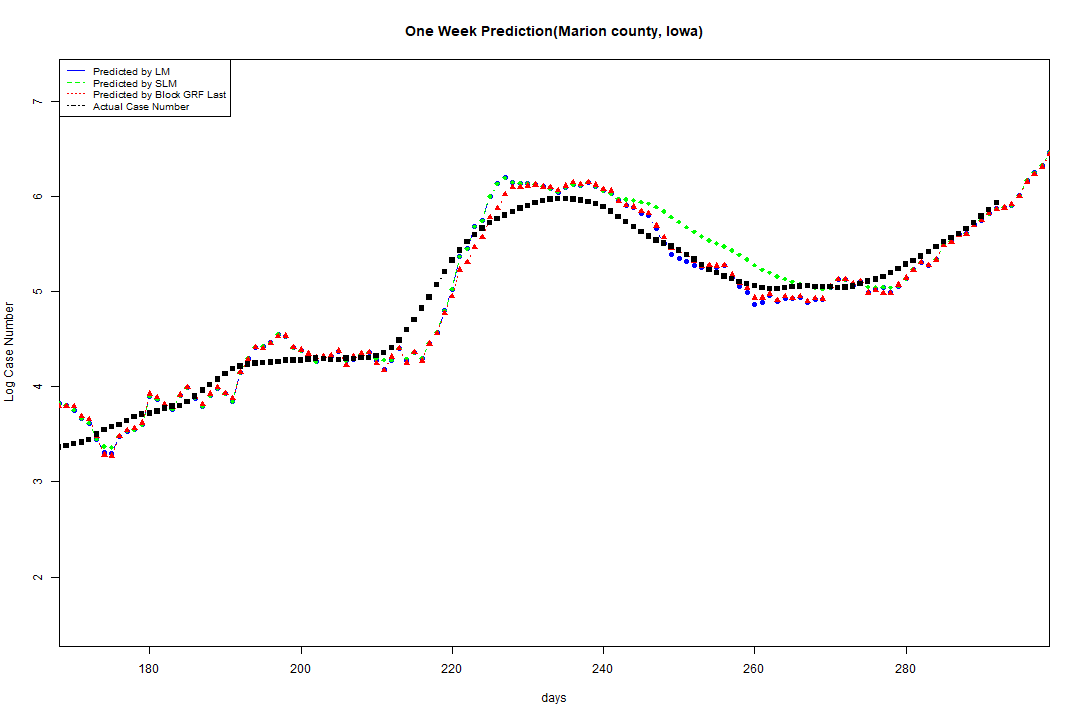 One Week Prediction(Marion county, Iowa)
Predicted by LM
Predicted by SLM
Predicted by Block GRF Last
Actual Case Number
7
6
5
4
3
2
Log Case Number
180 200 220 240 260 280
days